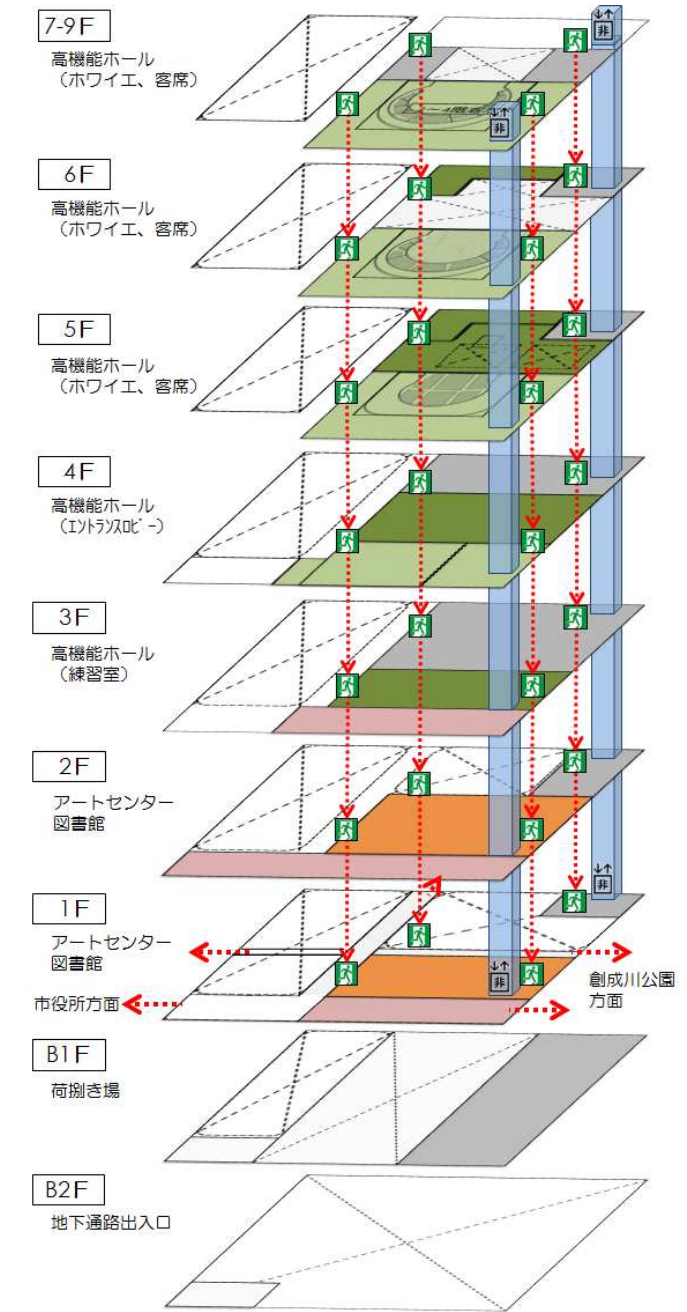 7-9F
高機能ホール
（ホワイエ、客席）
非
非
6F
高機能ホール
（ホワイエ、客席）
5F
高機能ホール
（ホワイエ、客席）
4F
高機能ホール
（ｴﾝﾄﾗﾝｽﾛﾋﾞｰ）
3F
高機能ホール
（練習室）
2F
アートセンター
図書館
1F
アートセンター
図書館
非
非
市役所方面
創成川公園
方面
B1F
荷捌き場
B2F
地下通路出入口